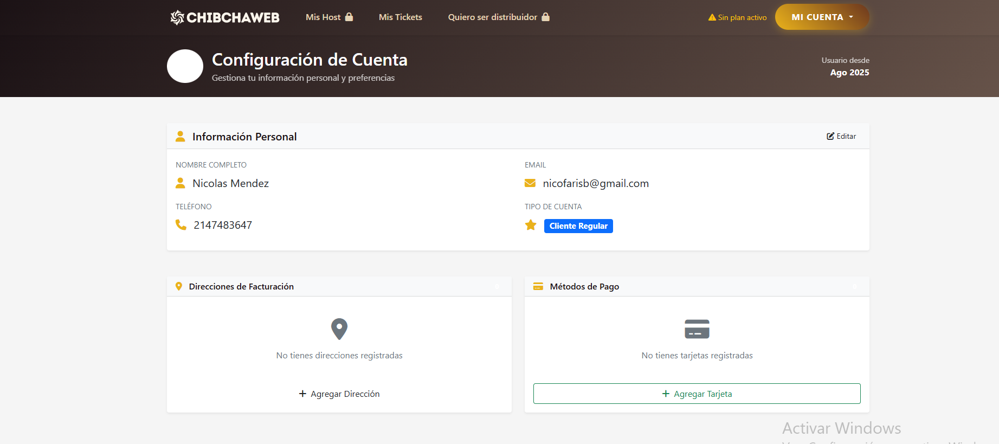 CHIBCHAWEB
Mis Host
Mis Tickets
Quiero ser distribuidor
Sin plan activo
MI CUENTA
Configuración de Cuenta
Gestiona tu información personal y preferencias
Usuario desde
Ago 2025
Información Personal
Editar
NOMBRE COMPLETO
Nicolas Mendez
EMAIL
nicofarisb@gmail.com
TELÉFONO
2147483647
TIPO DE CUENTA
Cliente Regular
Direcciones de Facturación
0
No tienes direcciones registradas
+ Agregar Dirección
Métodos de Pago
0
No tienes tarjetas registradas
+ Agregar Tarjeta
Activar Windows